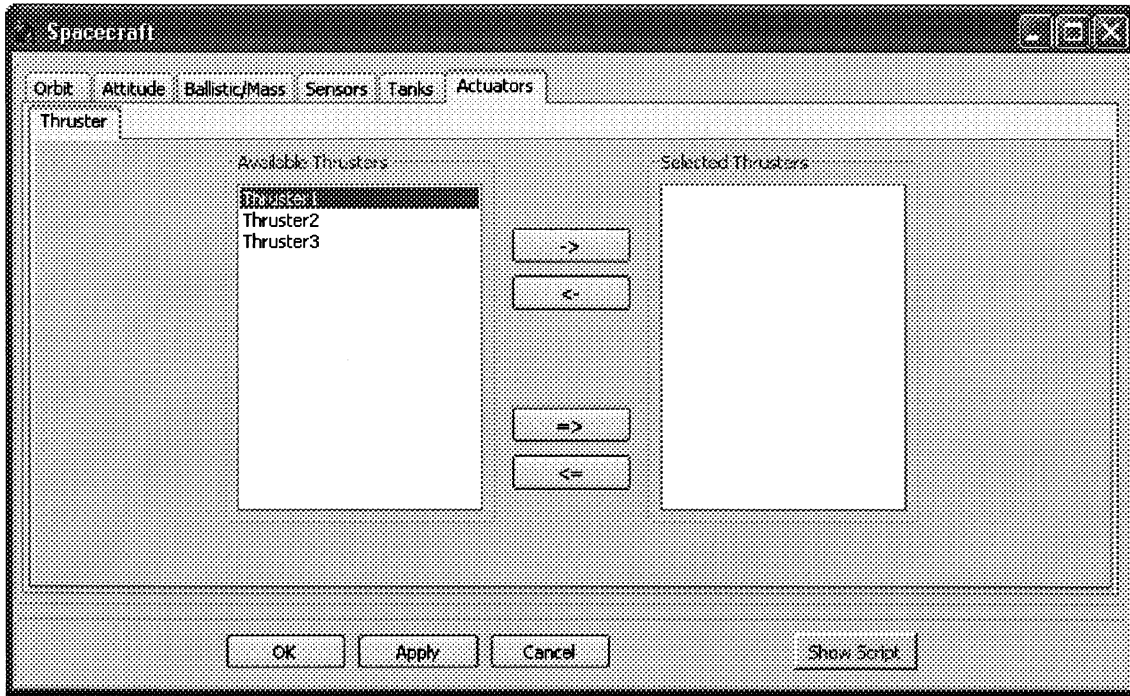 Spacecraft
Orbit Attitude Ballistic/Mass Sensors Tanks Actuators
Thruster
Available Thrusters Selected Thrusters
Thruster1
Thruster2
Thruster3
->
<-
=>
<=
OK Apply Cancel Show Script